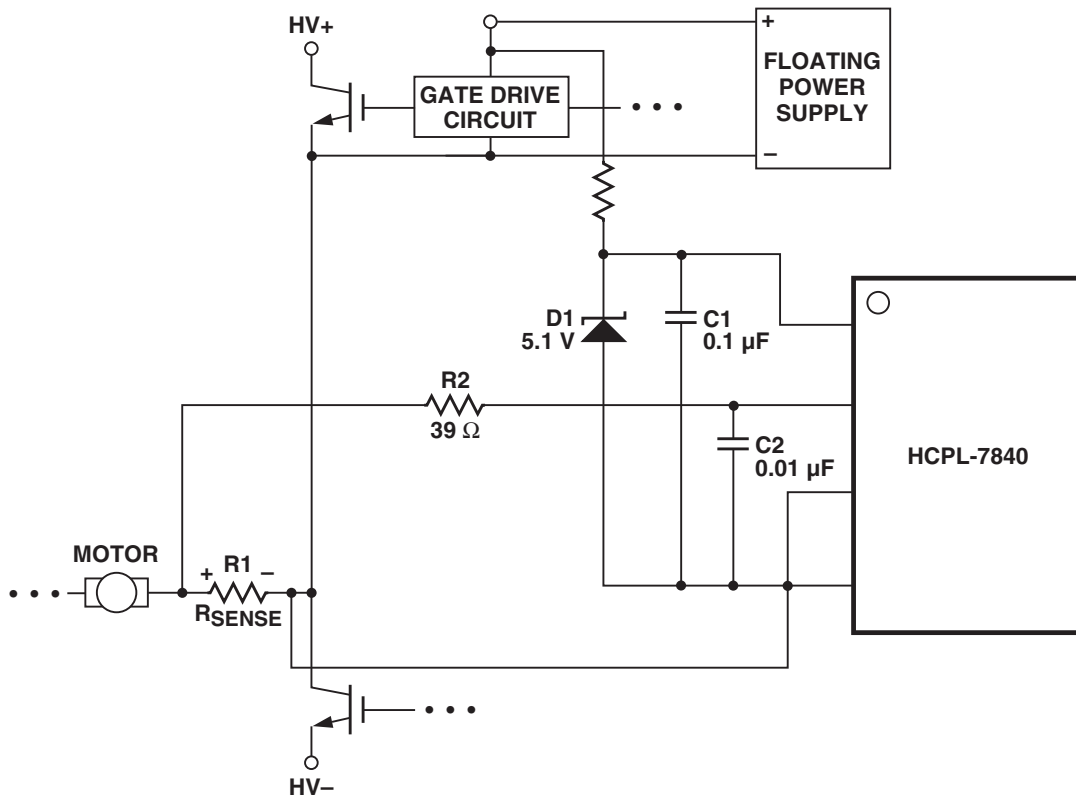 HV+
+
FLOATING
POWER
SUPPLY
–
GATE DRIVE
CIRCUIT
• • •
D1
5.1 V
C1
0.1 µF
R2
39 Ω
C2
0.01 µF
HCPL-7840
MOTOR
• • •
+
R1
–
RSENSE
• • •
HV–